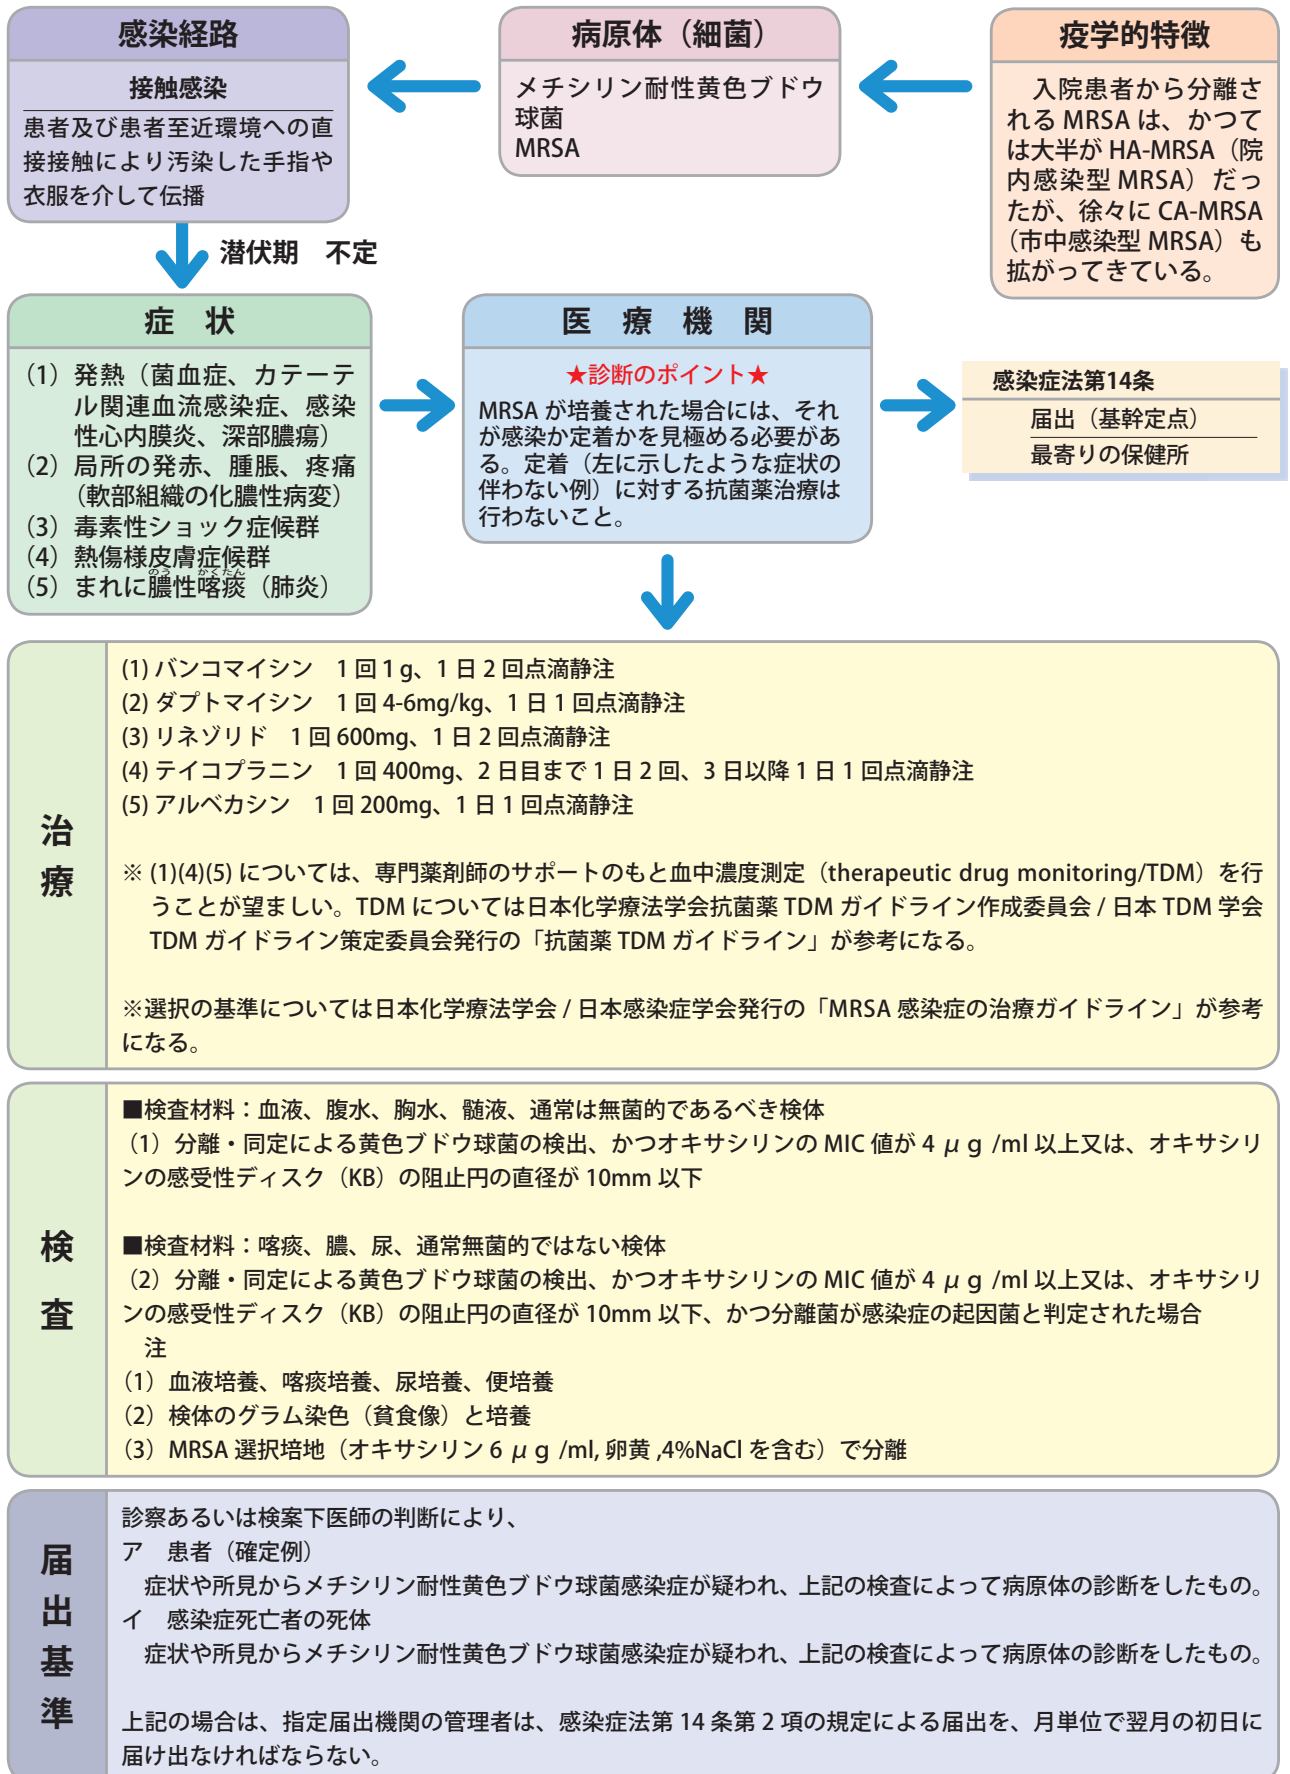 感染経路
接触感染
患者及び患者至近環境への直
接接触により汚染した手指や
衣服を介して伝播
病原体（細菌）
メチシリン耐性黄色ブドウ
球菌
MRSA
疫学的特徴
入院患者から分離さ
れる MRSA は、かつて
は大半が HA-MRSA（院
内感染型 MRSA）だっ
たが、徐々に CA-MRSA
（市中感染型 MRSA）も
拡がってきている。
潜伏期　不定
症　状
（1）発熱（菌血症、カテーテ
ル関連血流感染症、感染
性心内膜炎、深部膿瘍）
（2）局所の発赤、腫脹、疼痛
（軟部組織の化膿性病変）
（3）毒素性ショック症候群
（4）熱傷様皮膚症候群
のう かくたん
（5）まれに膿性喀痰（肺炎）
医　療　機　関
★診断のポイント★
MRSA が培養された場合には、それ
が感染か定着かを見極める必要があ
る。定着（左に示したような症状の
伴わない例）に対する抗菌薬治療は
行わないこと。
感染症法第14条
届出（基幹定点）
最寄りの保健所
治療
(1) バンコマイシン　1 回 1 g、1 日 2 回点滴静注
(2) ダプトマイシン　1 回 4-6mg/kg、1 日 1 回点滴静注
(3) リネゾリド　1 回 600mg、1 日 2 回点滴静注
(4) テイコプラニン　1 回 400mg、2 日目まで 1 日 2 回、3 日以降 1 日 1 回点滴静注
(5) アルベカシン　1 回 200mg、1 日 1 回点滴静注
※ (1)(4)(5) については、専門薬剤師のサポートのもと血中濃度測定（therapeutic drug monitoring/TDM）を行
うことが望ましい。TDM については日本化学療法学会抗菌薬 TDM ガイドライン作成委員会 / 日本 TDM 学会
TDM ガイドライン策定委員会発行の「抗菌薬 TDM ガイドライン」が参考になる。
※選択の基準については日本化学療法学会 / 日本感染症学会発行の「MRSA 感染症の治療ガイドライン」が参考
になる。
検査
■検査材料：血液、腹水、胸水、髄液、通常は無菌的であるべき検体
（1）分離・同定による黄色ブドウ球菌の検出、かつオキサシリンの MIC 値が 4 μ g /ml 以上又は、オキサシリ
ンの感受性ディスク（KB）の阻止円の直径が 10mm 以下
■検査材料：喀痰、膿、尿、通常無菌的ではない検体
（2）分離・同定による黄色ブドウ球菌の検出、かつオキサシリンの MIC 値が 4 μ g /ml 以上又は、オキサシリ
ンの感受性ディスク（KB）の阻止円の直径が 10mm 以下、かつ分離菌が感染症の起因菌と判定された場合
注
（1）血液培養、喀痰培養、尿培養、便培養
（2）検体のグラム染色（貧食像）と培養
（3）MRSA 選択培地（オキサシリン 6 μ g /ml, 卵黄 ,4%NaCl を含む）で分離
届出基準
診察あるいは検案下医師の判断により、
ア　患者（確定例）
症状や所見からメチシリン耐性黄色ブドウ球菌感染症が疑われ、上記の検査によって病原体の診断をしたもの。
イ　感染症死亡者の死体
症状や所見からメチシリン耐性黄色ブドウ球菌感染症が疑われ、上記の検査によって病原体の診断をしたもの。
上記の場合は、指定届出機関の管理者は、感染症法第 14 条第 2 項の規定による届出を、月単位で翌月の初日に
届け出なければならない。